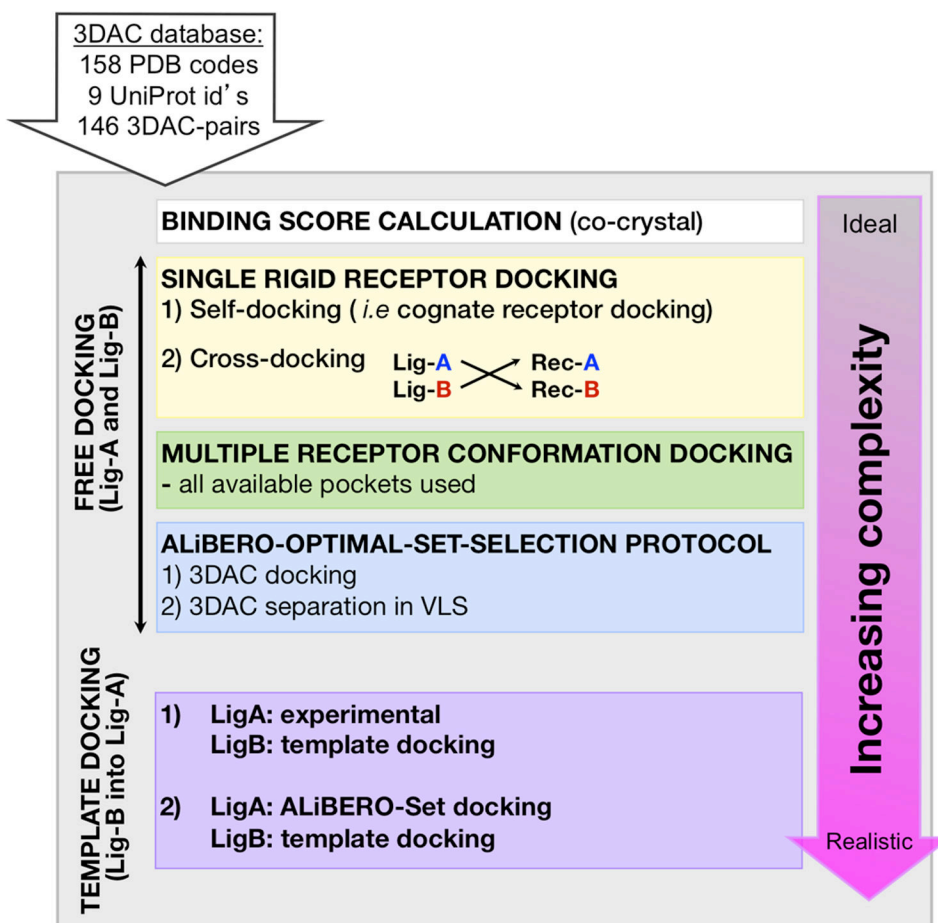 3DAC database:
158 PDB codes
9 UniProt id's
146 3DAC-pairs
BINDING SCORE CALCULATION (co-crystal)
Ideal
FREE DOCKING
(Lig-A and Lig-B)
SINGLE RIGID RECEPTOR DOCKING
1) Self-docking ( i.e cognate receptor docking)
2) Cross-docking
Lig-A Rec-A
Lig-B Rec-B
MULTIPLE RECEPTOR CONFORMATION DOCKING
- all available pockets used
ALiBERO-OPTIMAL-SET-SELECTION PROTOCOL
1) 3DAC docking
2) 3DAC separation in VLS
Increasing complexity
TEMPLATE DOCKING
(Lig-B into Lig-A)
1) LigA: experimental
LigB: template docking
2) LigA: ALiBERO-Set docking
LigB: template docking
Realistic